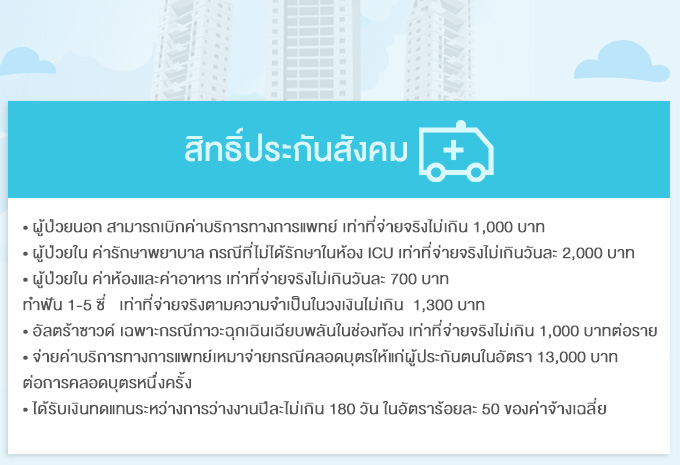 สิทธิ์ประกันสังคม
• ผู้ป่วยนอก สามารถเบิกค่าบริการทางการแพทย์ เท่าที่จ่ายจริงไม่เกิน 1,000 บาท
• ผู้ป่วยใน ค่ารักษาพยาบาล กรณีที่ไม่ได้รักษาในห้อง ICU เท่าที่จ่ายจริงไม่เกินวันละ 2,000 บาท
• ผู้ป่วยใน ค่าห้องและค่าอาหาร เท่าที่จ่ายจริงไม่เกินวันละ 700 บาท
ทำฟัน 1-5 ซี่ เท่าที่จ่ายจริงตามความจำเป็นในวงเงินไม่เกิน 1,300 บาท
• อัลตร้าซาวด์ เฉพาะกรณีภาวะฉุกเฉินเฉียบพลันในช่องท้อง เท่าที่จ่ายจริงไม่เกิน 1,000 บาทต่อราย
• จ่ายค่าบริการทางการแพทย์เหมาจ่ายกรณีคลอดบุตรให้แก่ผู้ประกันตนในอัตรา 13,000 บาท
ต่อการคลอดบุตรหนึ่งครั้ง
• ได้รับเงินทดแทนระหว่างการว่างงานปีละไม่เกิน 180 วัน ในอัตราร้อยละ 50 ของค่าจ้างเฉลี่ย